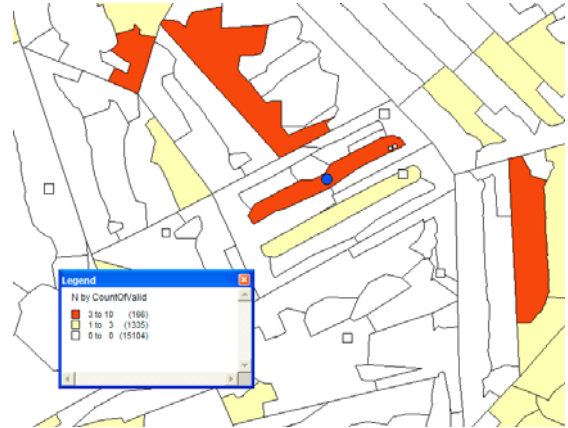 Legend
N by CountOfValid
3 to 10 (166)
1 to 3 (1335)
0 to 0 (15104)